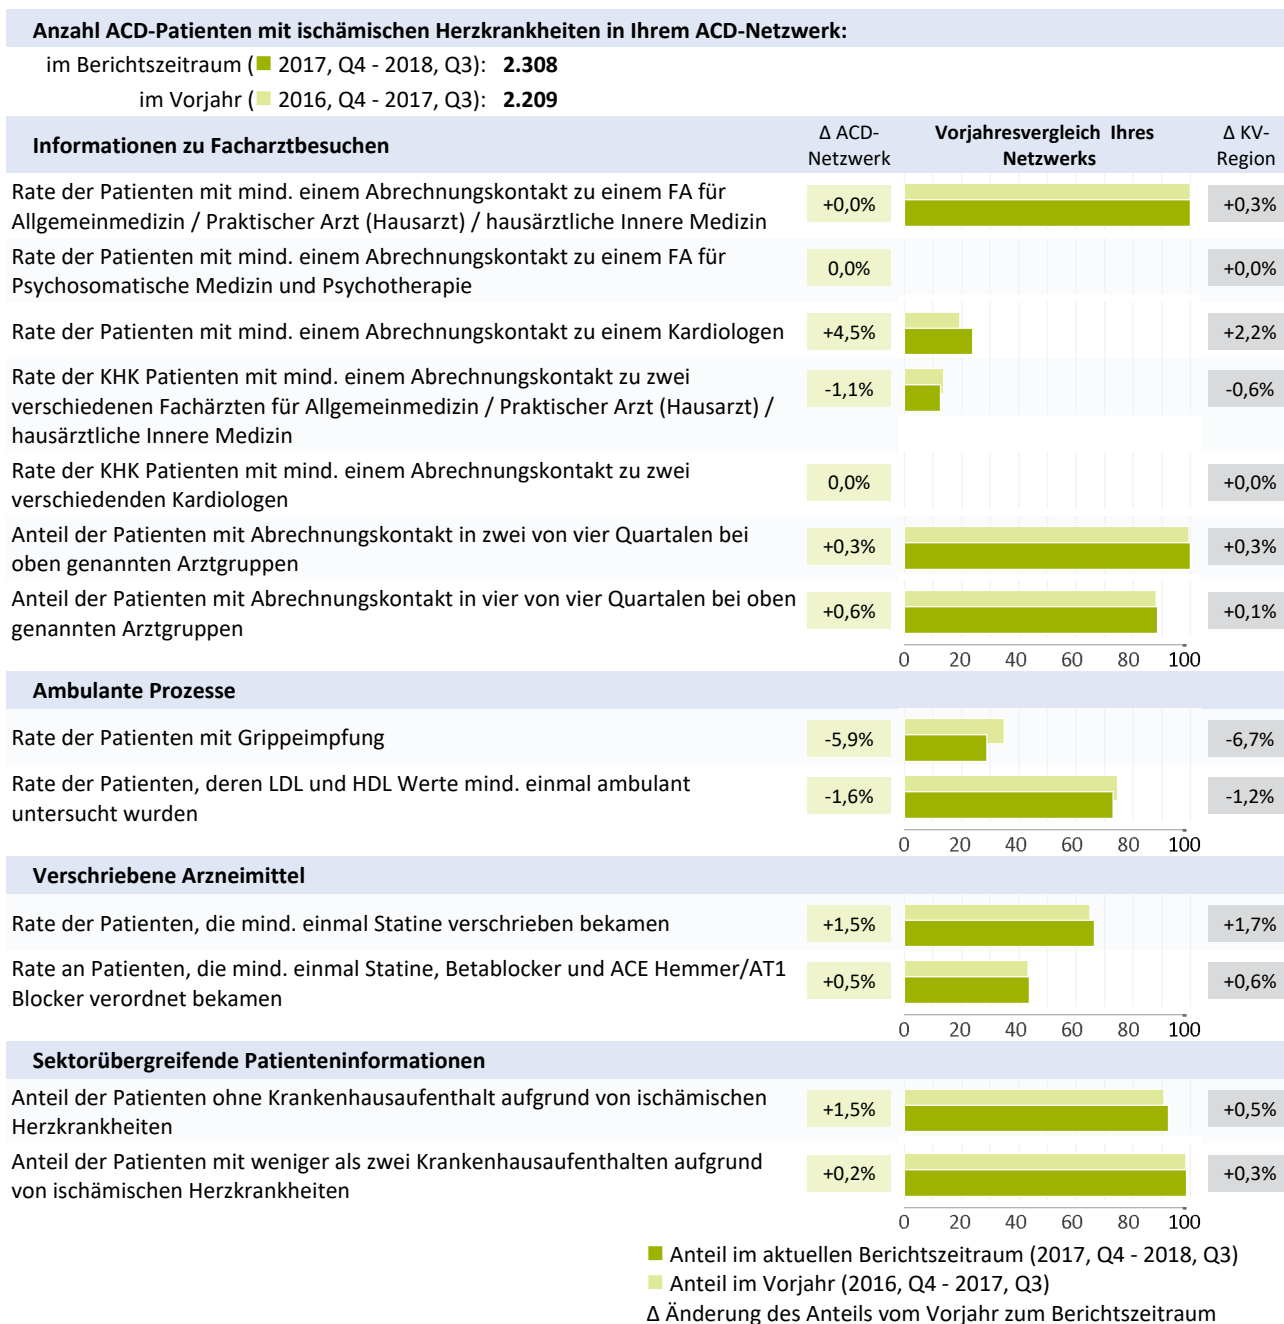 Anzahl ACD-Patienten mit ischämischen Herzkrankheiten in Ihrem ACD-Netzwerk:
im Berichtszeitraum (■ 2017, Q4 - 2018, Q3): 2.308
im Vorjahr (■ 2016, Q4 - 2017, Q3): 2.209
Informationen zu Facharztbesuchen
Δ ACD-
Netzwerk
Vorjahresvergleich Ihres
Netzwerks
Δ KV-
Region
Rate der Patienten mit mind. einem Abrechnungskontakt zu einem FA für
Allgemeinmedizin / Praktischer Arzt (Hausarzt) / hausärztliche Innere Medizin
+0,0%
+0,3%
Rate der Patienten mit mind. einem Abrechnungskontakt zu einem FA für
Psychosomatische Medizin und Psychotherapie
0,0%
+0,0%
Rate der Patienten mit mind. einem Abrechnungskontakt zu einem Kardiologen
+4,5%
+2,2%
Rate der KHK Patienten mit mind. einem Abrechnungskontakt zu zwei
verschiedenen Fachärzten für Allgemeinmedizin / Praktischer Arzt (Hausarzt) /
hausärztliche Innere Medizin
-1,1%
-0,6%
Rate der KHK Patienten mit mind. einem Abrechnungskontakt zu zwei
verschiedenden Kardiologen
0,0%
+0,0%
Anteil der Patienten mit Abrechnungskontakt in zwei von vier Quartalen bei
oben genannten Arztgruppen
+0,3%
+0,3%
Anteil der Patienten mit Abrechnungskontakt in vier von vier Quartalen bei oben
genannten Arztgruppen
+0,6%
+0,1%
0 20 40 60 80 100
Ambulante Prozesse
Rate der Patienten mit Grippeimpfung
-5,9%
-6,7%
Rate der Patienten, deren LDL und HDL Werte mind. einmal ambulant
untersucht wurden
-1,6%
-1,2%
0 20 40 60 80 100
Verschriebene Arzneimittel
Rate der Patienten, die mind. einmal Statine verschrieben bekamen
+1,5%
+1,7%
Rate an Patienten, die mind. einmal Statine, Betablocker und ACE Hemmer/AT1
Blocker verordnet bekamen
+0,5%
+0,6%
0 20 40 60 80 100
Sektorübergreifende Patienteninformationen
Anteil der Patienten ohne Krankenhausaufenthalt aufgrund von ischämischen
Herzkrankheiten
+1,5%
+0,5%
Anteil der Patienten mit weniger als zwei Krankenhausaufenthalten aufgrund
von ischämischen Herzkrankheiten
+0,2%
+0,3%
0 20 40 60 80 100
■ Anteil im aktuellen Berichtszeitraum (2017, Q4 - 2018, Q3)
■ Anteil im Vorjahr (2016, Q4 - 2017, Q3)
Δ Änderung des Anteils vom Vorjahr zum Berichtszeitraum